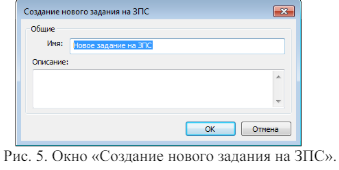 Создание нового задания на ЗПС
Общие
Имя: Новое задание на ЗПС
Описание:
OK Отмена
Рис. 5. Окно «Создание нового задания на ЗПС».